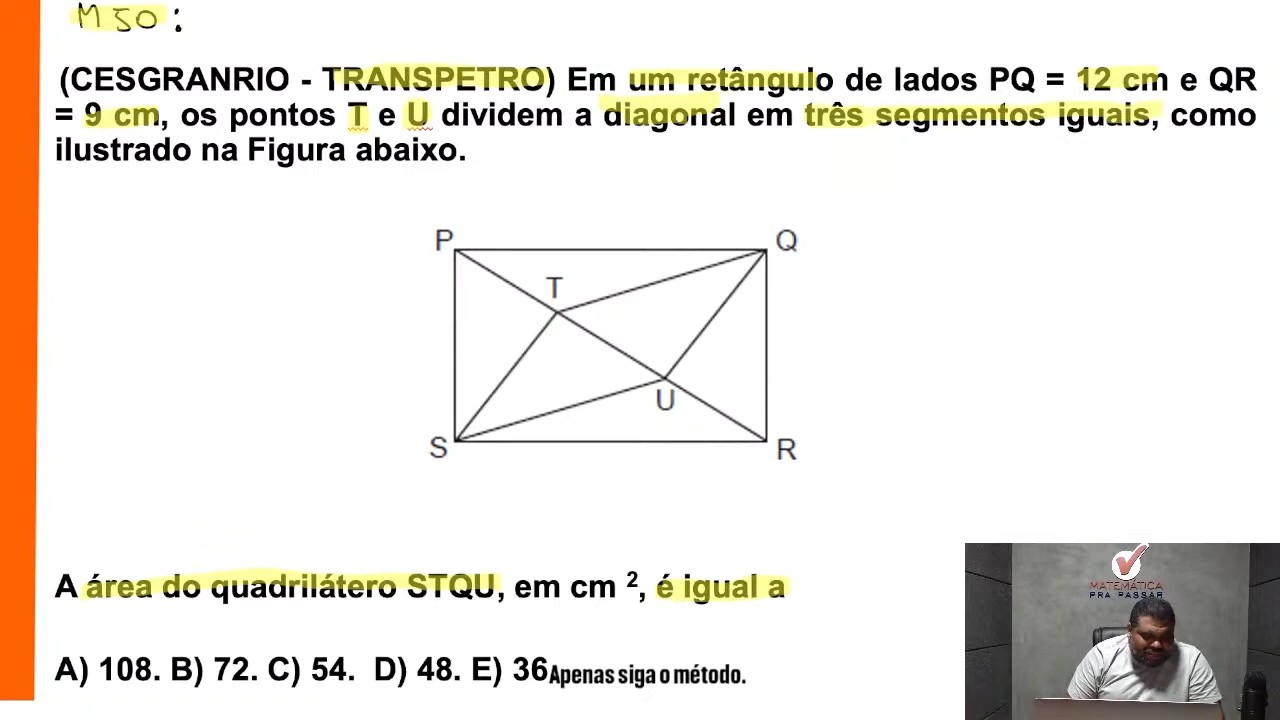 M50:
(CESGRANRIO - TRANSPETRO) Em um retângulo de lados PQ = 12 cm e QR
= 9 cm, os pontos T e U dividem a diagonal em três segmentos iguais, como
ilustrado na Figura abaixo.
P
Q
T
U
S
R
A área do quadrilátero STQU, em cm ², é igual a
MATEMÁTICA
PRA PASSAR
A) 108. B) 72. C) 54. D) 48. E) 36
Apenas siga o método.